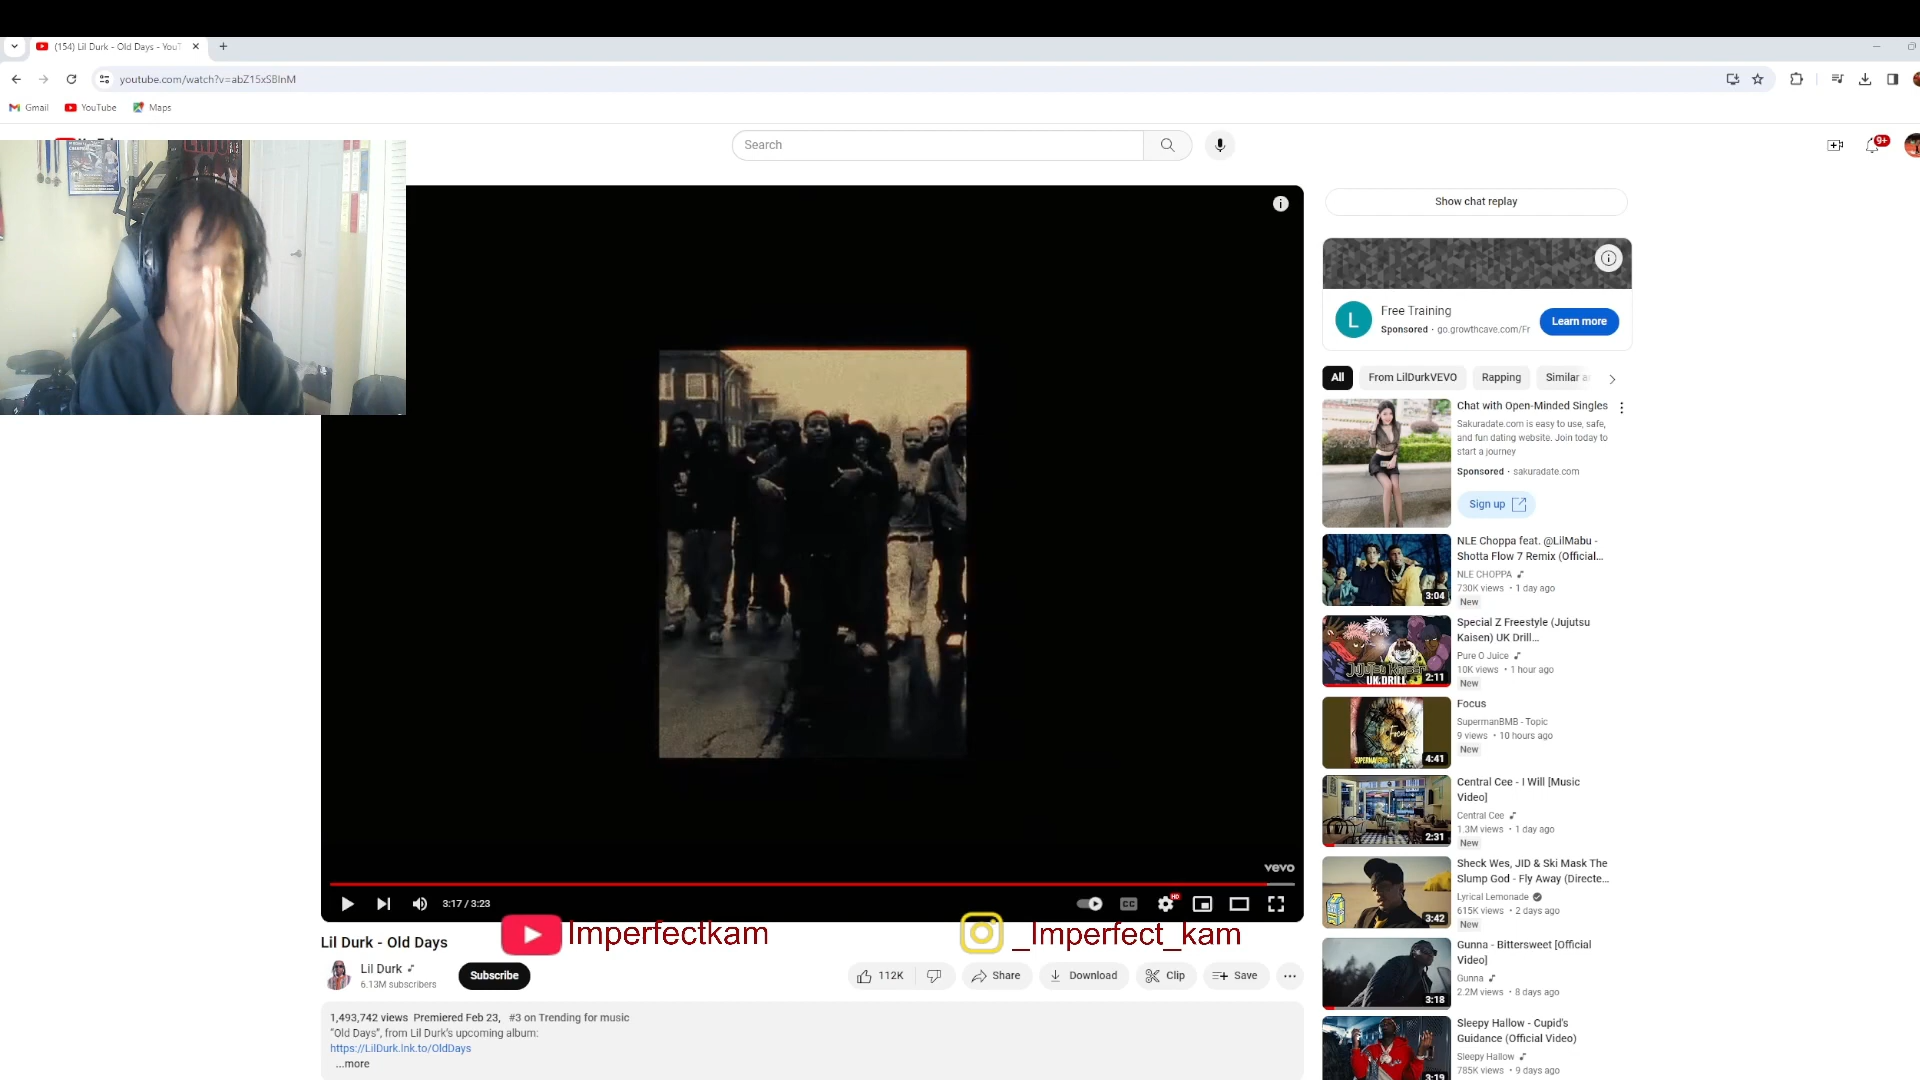 (154) Lil Durk - Old Days - YouT
youtube.com/watch?v=abZ15xSBlnM
Gmail
YouTube
Maps
Search
9+
Show chat replay
L
Free Training
Sponsored · go.growthcave.com/Fr
Learn more
All
From LilDurkVEVO
Rapping
Similar a
Chat with Open-Minded Singles
Sakuradate.com is easy to use, safe,
and fun dating website. Join today to
start a journey
Sponsored · sakuradate.com
Sign up
NLE Choppa feat. @LilMabu -
Shotta Flow 7 Remix (Official...
NLE CHOPPA
730K views • 1 day ago
New
3:04
Special Z Freestyle (Jujutsu
Kaisen) UK Drill...
Pure O Juice
10K views • 1 hour ago
New
JUJUTSU KAISEN
UK DRILL
2:11
Focus
SupermanBMB - Topic
9 views • 10 hours ago
New
4:41
Central Cee - I Will [Music
Video]
Central Cee
1.3M views • 1 day ago
New
2:31
Sheck Wes, JID & Ski Mask The
Slump God - Fly Away (Directe...
Lyrical Lemonade
615K views • 2 days ago
New
3:42
Gunna - Bittersweet [Official
Video]
Gunna
2.2M views • 8 days ago
3:18
Sleepy Hallow - Cupid's
Guidance (Official Video)
Sleepy Hallow
785K views • 9 days ago
3:19
vevo
3:17 / 3:23
CC
HD
Imperfectkam
_Imperfect_kam
Lil Durk - Old Days
Lil Durk
6.13M subscribers
Subscribe
112K
Share
Download
Clip
Save
1,493,742 views Premiered Feb 23, #3 on Trending for music
"Old Days", from Lil Durk's upcoming album:
https://LilDurk.lnk.to/OldDays
...more